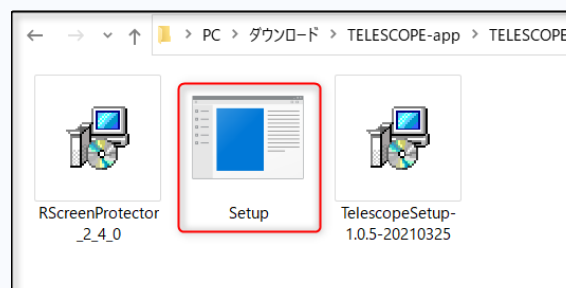 PC > ダウンロード > TELESCOPE-app > TELESCOPE
RScreenProtector
_2_4_0
Setup
TelescopeSetup-
1.0.5-20210325